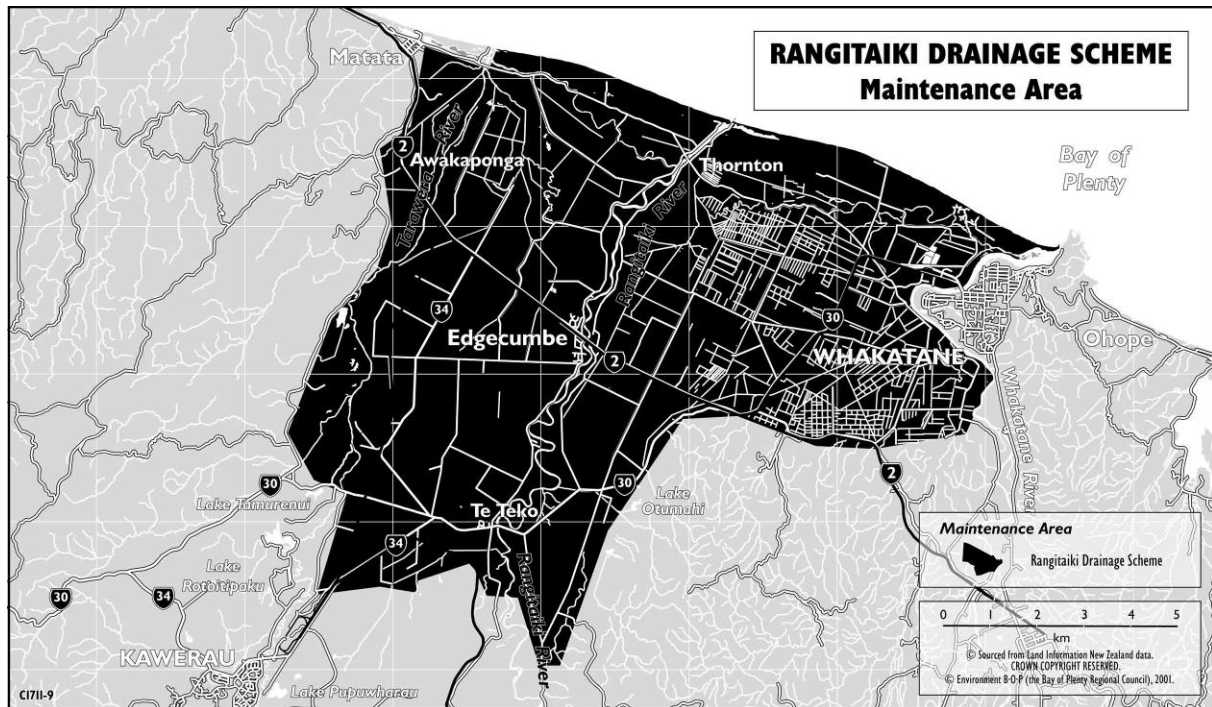 RANGITAIKI DRAINAGE SCHEME
Maintenance Area
Matata
Bay of
Plenty
2
Awakaponga
Thornton
Tarawera River
Rangitaiki River
34
30
Edgecumbe
2
WHAKATANE
Ohope
Whakatane River
30
Lake Tamurenui
30
Lake
Otumahi
2
Te Teko
34
Lake
Rotoitipaku
30
34
Rangitaiki River
KAWERAU
Lake Pupuwharau
C1711-9
Maintenance Area
Rangitaiki Drainage Scheme
0 1 2 3 4 5
km
© Sourced from Land Information New Zealand data.
CROWN COPYRIGHT RESERVED.
© Environment B·O·P (the Bay of Plenty Regional Council), 2001.